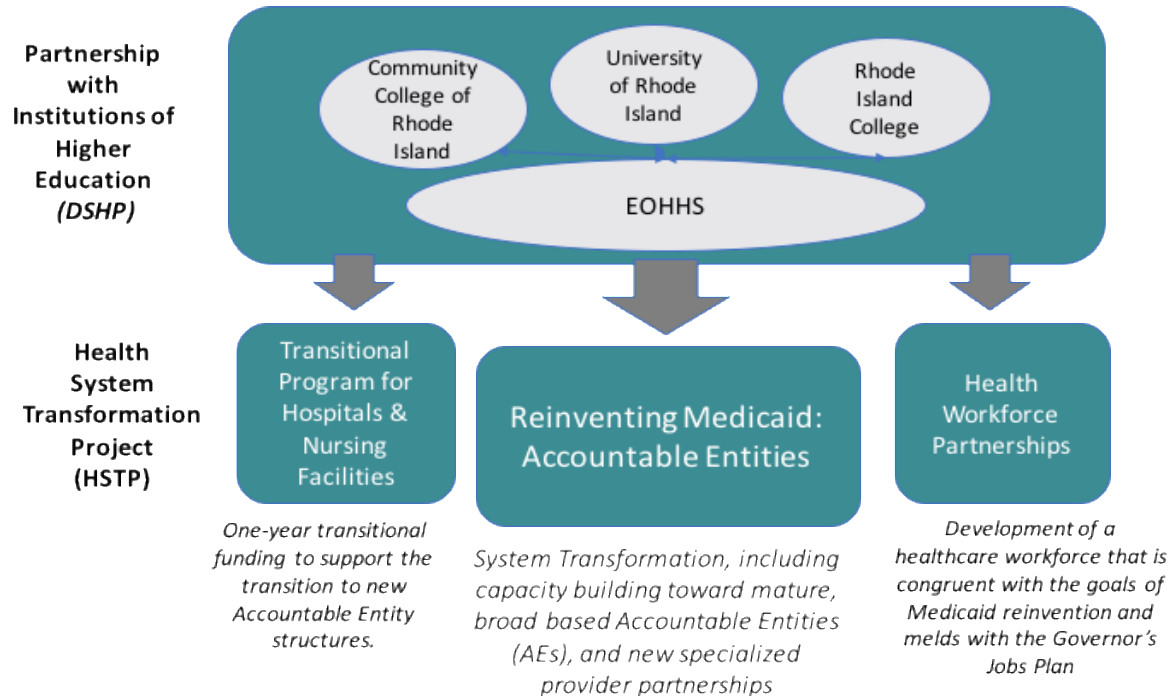 Partnership
with
Institutions of
Higher
Education
(DSHP)
Community
College of
Rhode
Island
University
of Rhode
Island
Rhode
Island
College
EOHHS
Health
System
Transformation
Project
(HSTP)
Transitional
Program for
Hospitals &
Nursing
Facilities
Reinventing Medicaid:
Accountable Entities
Health
Workforce
Partnerships
One-year transitional
funding to support the
transition to new
Accountable Entity
structures.
System Transformation, including
capacity building toward mature,
broad based Accountable Entities
(AEs), and new specialized
provider partnerships
Development of a
healthcare workforce that is
congruent with the goals of
Medicaid reinvention and
melds with the Governor’s
Jobs Plan